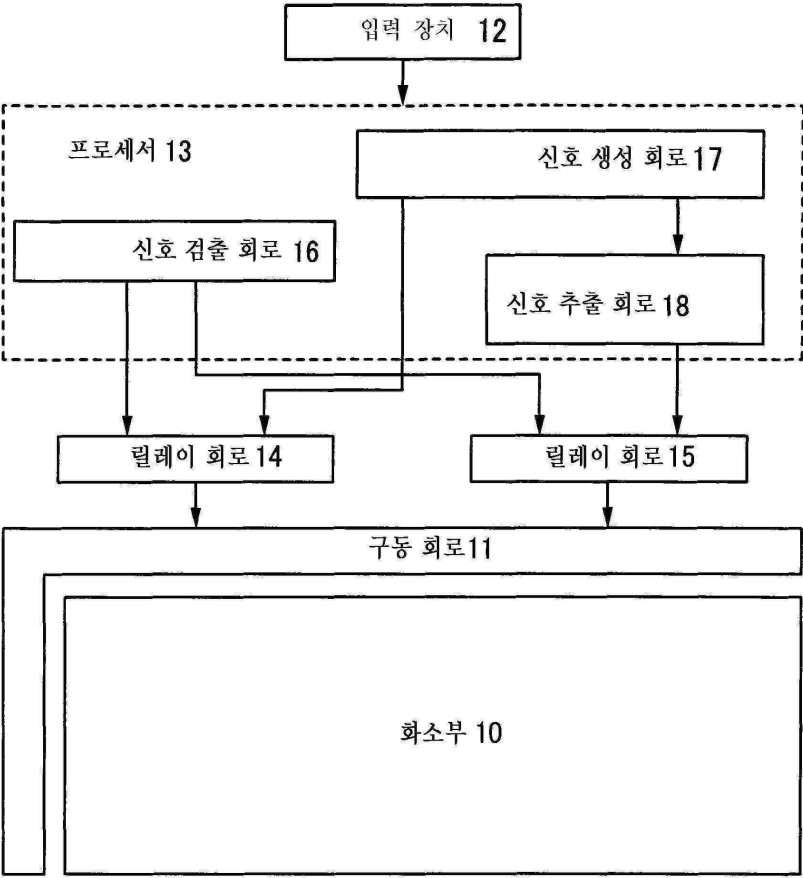 입력 장치 12
프로세서 13
신호 생성 회로 17
신호 검출 회로 16
신호 추출 회로 18
릴레이 회로 14
릴레이 회로 15
구동 회로 11
화소부 10